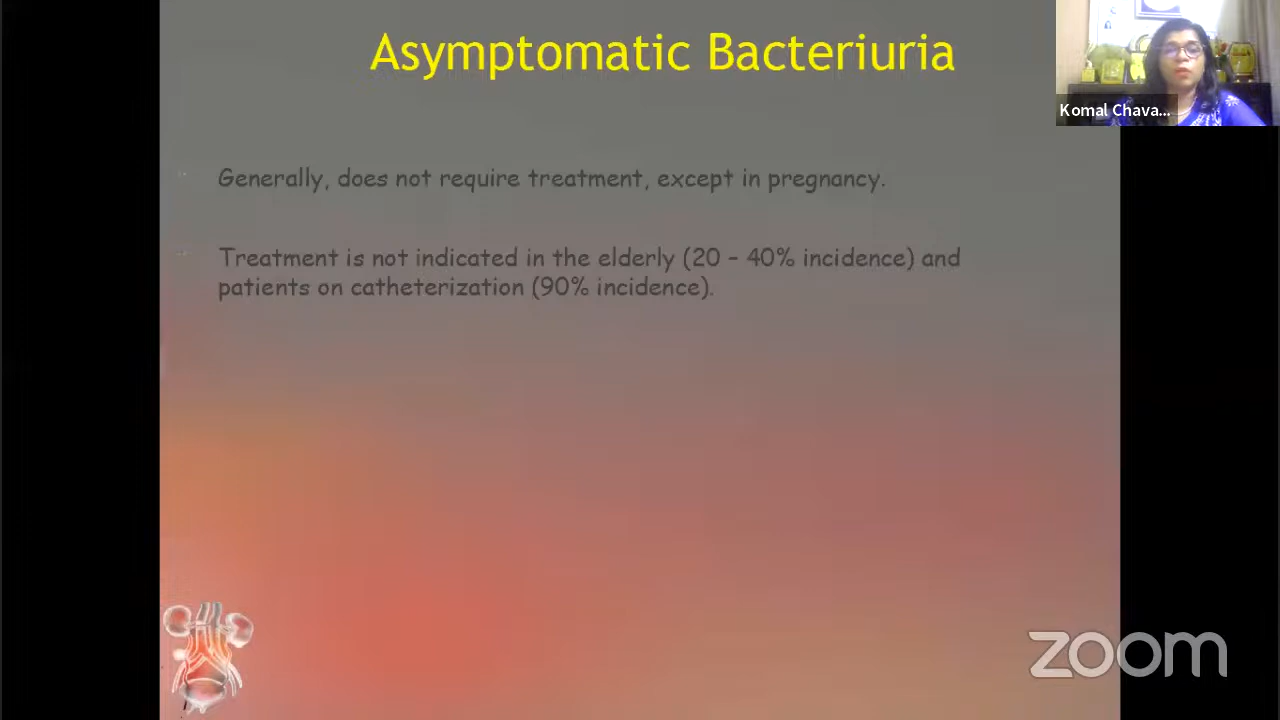 Asymptomatic Bacteriuria
Komal Chava...
Generally, does not require treatment, except in pregnancy.
Treatment is not indicated in the elderly (20 – 40% incidence) and
patients on catheterization (90% incidence).
zoom